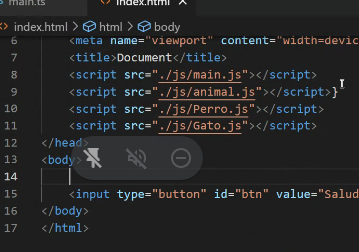 main.ts index.html
index.html > html > body
6 <meta name="viewport" content="width=devic
7 <title>Document</title>
8 <script src="./js/main.js"></script>
9 <script src="./js/animal.js"></script>}
10 <script src="./js/Perro.js"></script>
11 <script src="./js/Gato.js"></script>
12 </head>
13 <body>
14
15 <input type="button" id="btn" value="Salud
16 </body>
17 </html>